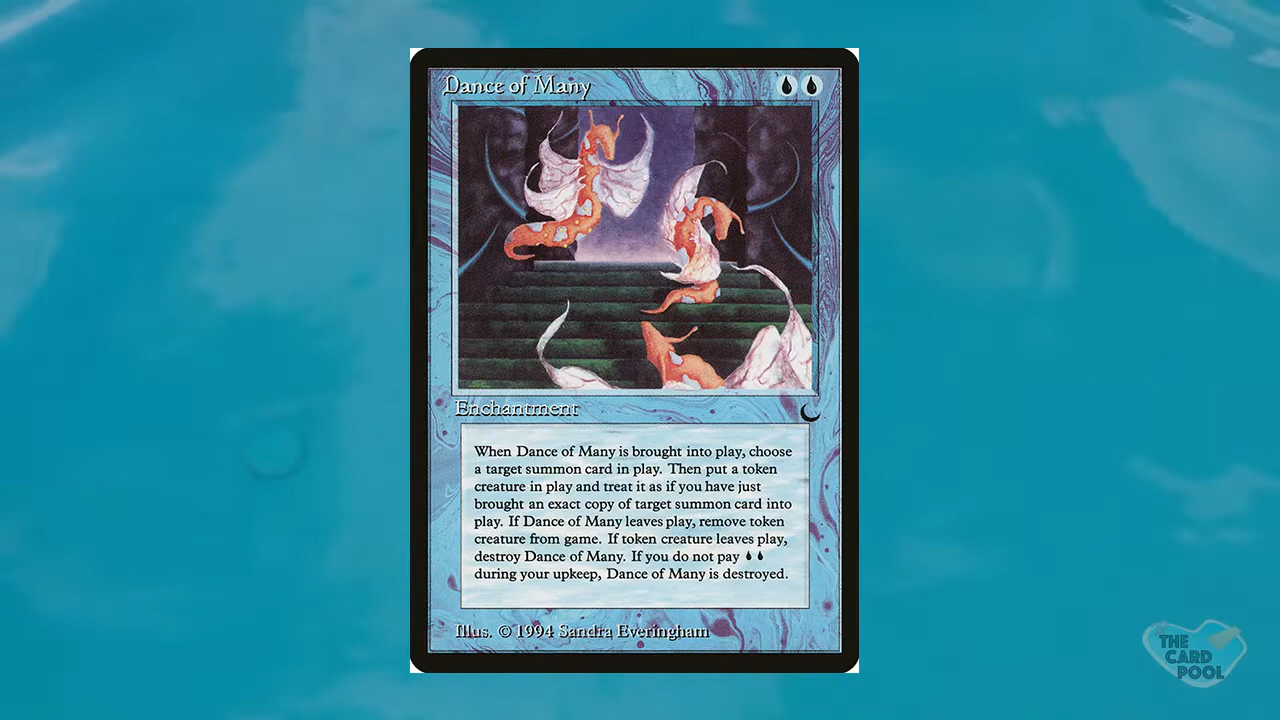 Dance of Many
Enchantment
When Dance of Many is brought into play, choose
a target summon card in play. Then put a token
creature in play and treat it as if you have just
brought an exact copy of target summon card into
play. If Dance of Many leaves play, remove token
creature from game. If token creature leaves play,
destroy Dance of Many. If you do not pay
during your upkeep, Dance of Many is destroyed.
Illus. © 1994 Sandra Everingham
THE
CARD
POOL